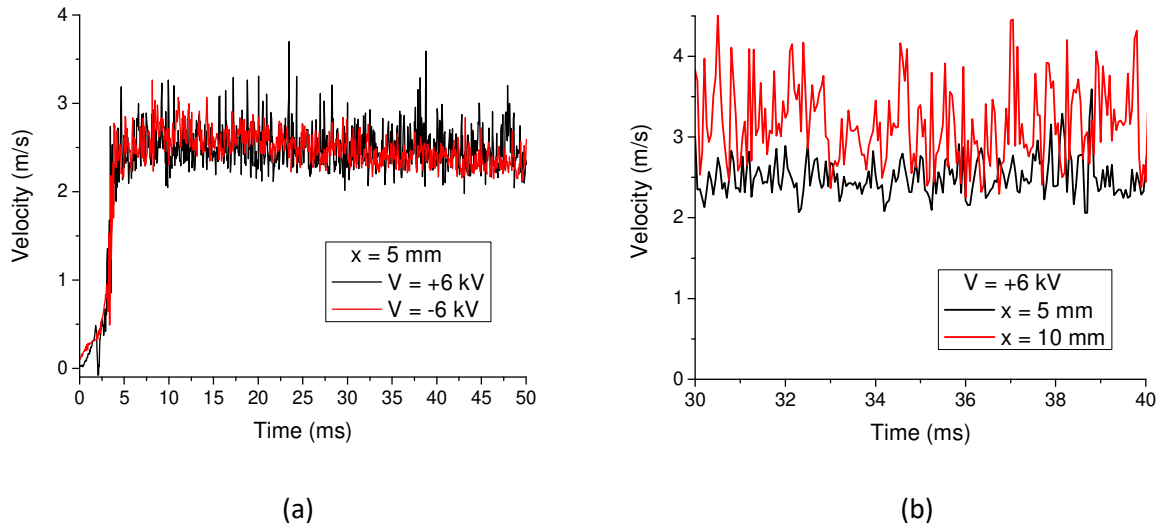 4
3
2
1
0
Velocity (m/s)
x = 5 mm
V = +6 kV
V = -6 kV
0 5 10 15 20 25 30 35 40 45 50
Time (ms)
(a)
4
3
2
1
0
Velocity (m/s)
V = +6 kV
x = 5 mm
x = 10 mm
30 32 34 36 38 40
Time (ms)
(b)